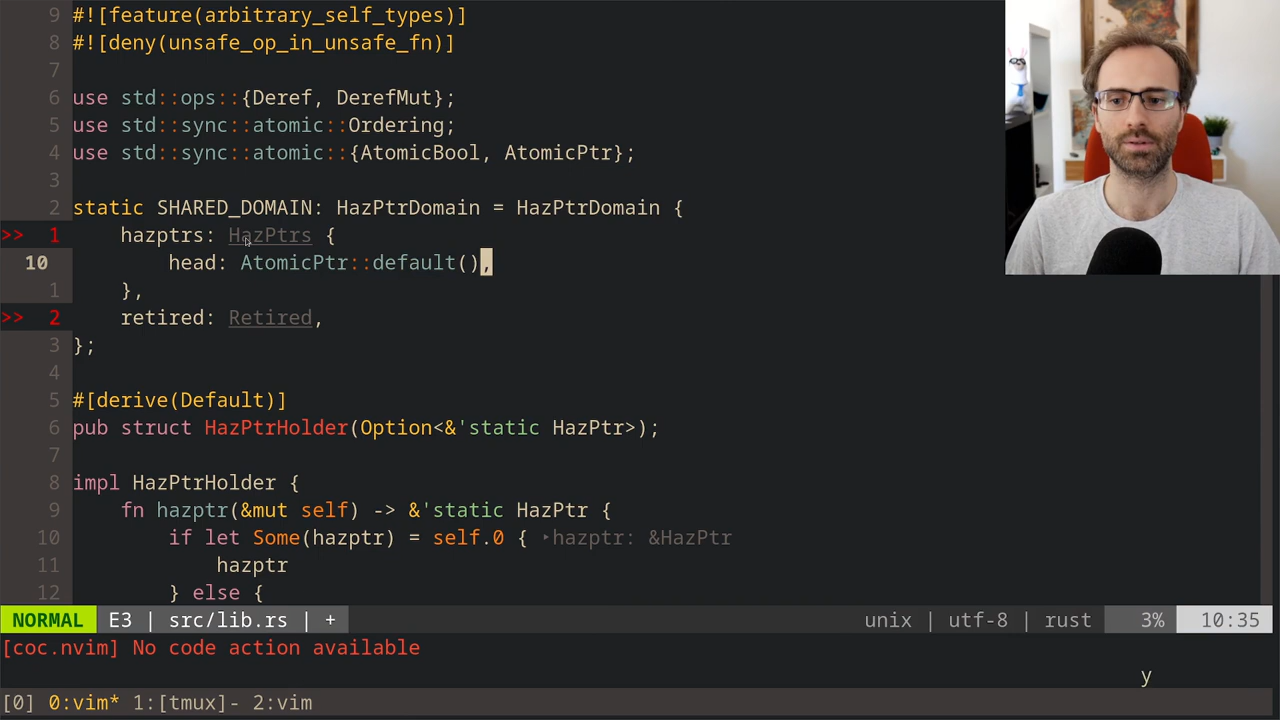 9 #![feature(arbitrary_self_types)]
8 #![deny(unsafe_op_in_unsafe_fn)]
7
6 use std::ops::{Deref, DerefMut};
5 use std::sync::atomic::Ordering;
4 use std::sync::atomic::{AtomicBool, AtomicPtr};
3
2 static SHARED_DOMAIN: HazPtrDomain = HazPtrDomain {
>> 1     hazptrs: HazPtrs {
10         head: AtomicPtr::default(),
1     },
>> 2     retired: Retired,
3 };
4
5 #[derive(Default)]
6 pub struct HazPtrHolder(Option<&'static HazPtr>);
7
8 impl HazPtrHolder {
9     fn hazptr(&mut self) -> &'static HazPtr {
10         if let Some(hazptr) = self.0 { ‣hazptr: &HazPtr
11             hazptr
12         } else {
NORMAL E3 | src/lib.rs | + unix | utf-8 | rust 3% 10:35
[coc.nvim] No code action available
y
[0] 0:vim* 1:[tmux]- 2:vim